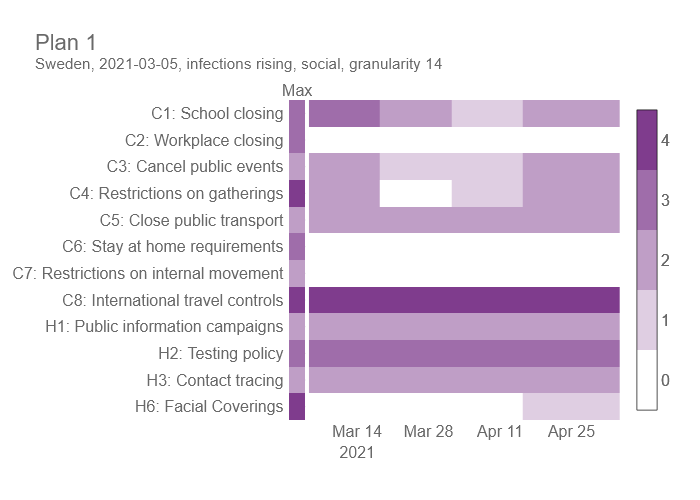 Plan 1
Sweden, 2021-03-05, infections rising, social, granularity 14
Max
C1: School closing
C2: Workplace closing
C3: Cancel public events
C4: Restrictions on gatherings
C5: Close public transport
C6: Stay at home requirements
C7: Restrictions on internal movement
C8: International travel controls
H1: Public information campaigns
H2: Testing policy
H3: Contact tracing
H6: Facial Coverings
4
3
2
1
0
Mar 14 Mar 28 Apr 11 Apr 25
2021